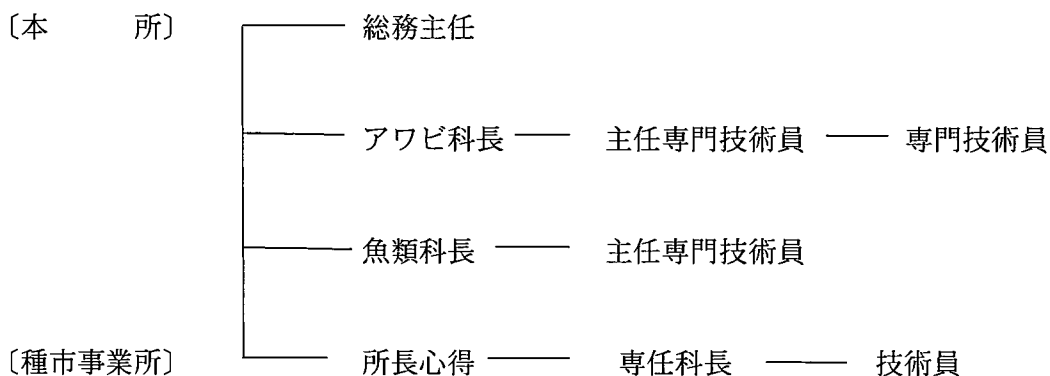 〔本　　所〕　総務主任
アワビ科長　主任専門技術員　専門技術員
魚類科長　主任専門技術員
〔種市事業所〕　所長心得　専任科長　技術員